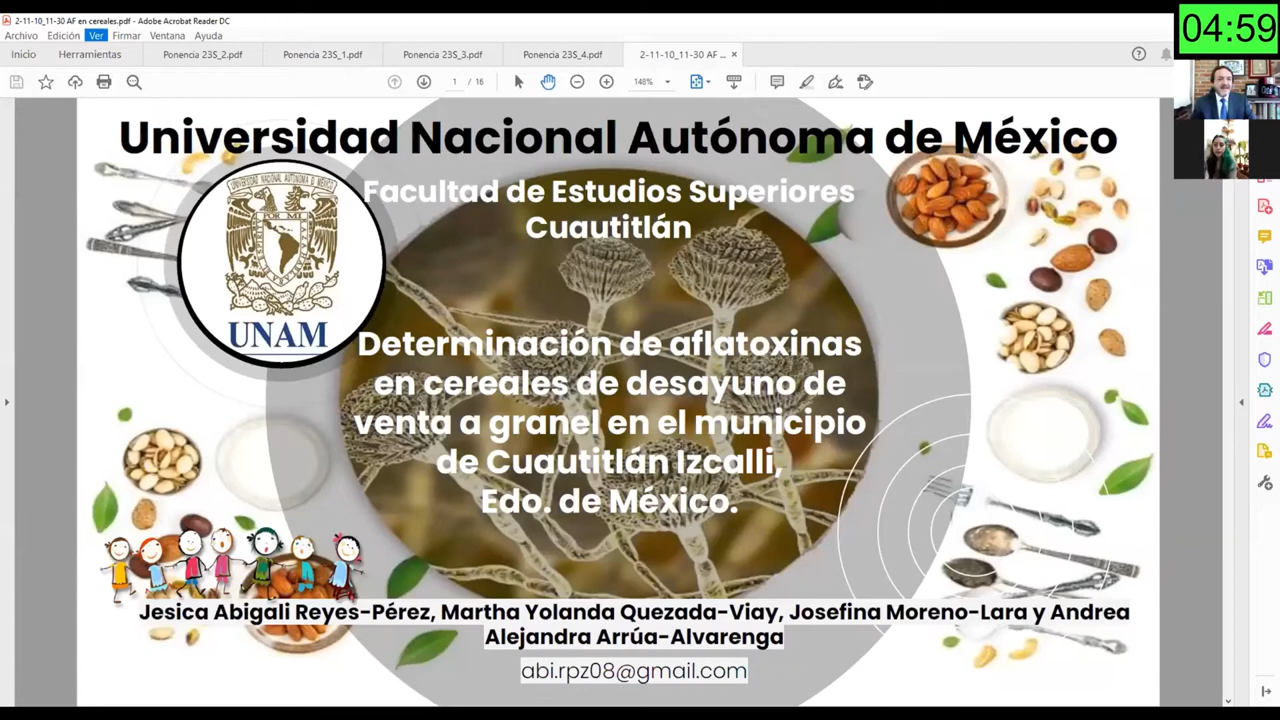 2-11-10_11-30 AF en cereales.pdf - Adobe Acrobat Reader DC
04:59
Archivo Edición Ver Firmar Ventana Ayuda
Inicio Herramientas Ponencia 23S_2.pdf Ponencia 23S_1.pdf Ponencia 23S_3.pdf Ponencia 23S_4.pdf 2-11-10_11-30 AF ... ×
1 / 16 148%
Universidad Nacional Autónoma de México
Facultad de Estudios Superiores
Cuautitlán
UNAM
Determinación de aflatoxinas
en cereales de desayuno de
venta a granel en el municipio
de Cuautitlán Izcalli,
Edo. de México.
Jesica Abigali Reyes-Pérez, Martha Yolanda Quezada-Viay, Josefina Moreno-Lara y Andrea
Alejandra Arrúa-Alvarenga
abi.rpz08@gmail.com